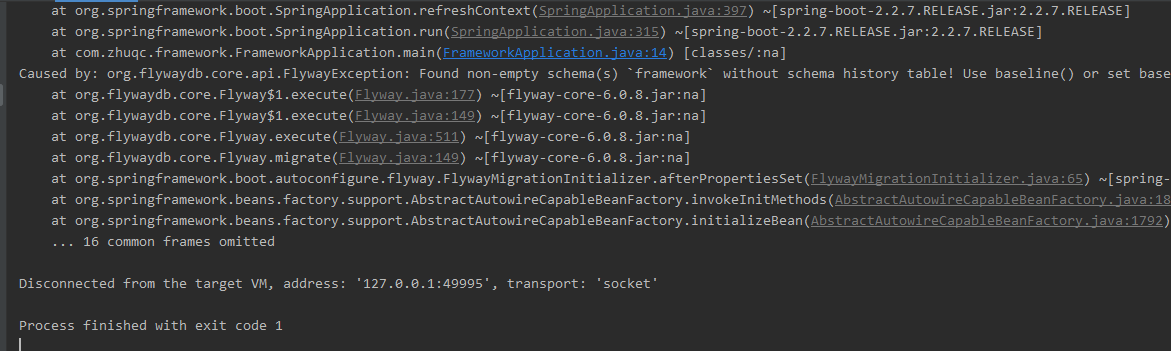 at org.springframework.boot.SpringApplication.refreshContext(SpringApplication.java:397) ~[spring-boot-2.2.7.RELEASE.jar:2.2.7.RELEASE]
at org.springframework.boot.SpringApplication.run(SpringApplication.java:315) ~[spring-boot-2.2.7.RELEASE.jar:2.2.7.RELEASE]
at com.zhuqc.framework.FrameworkApplication.main(FrameworkApplication.java:14) [classes/:na]
Caused by: org.flywaydb.core.api.FlywayException: Found non-empty schema(s) `framework` without schema history table! Use baseline() or set base
at org.flywaydb.core.Flyway$1.execute(Flyway.java:177) ~[flyway-core-6.0.8.jar:na]
at org.flywaydb.core.Flyway$1.execute(Flyway.java:149) ~[flyway-core-6.0.8.jar:na]
at org.flywaydb.core.Flyway.execute(Flyway.java:511) ~[flyway-core-6.0.8.jar:na]
at org.flywaydb.core.Flyway.migrate(Flyway.java:149) ~[flyway-core-6.0.8.jar:na]
at org.springframework.boot.autoconfigure.flyway.FlywayMigrationInitializer.afterPropertiesSet(FlywayMigrationInitializer.java:65) ~[spring-
at org.springframework.beans.factory.support.AbstractAutowireCapableBeanFactory.invokeInitMethods(AbstractAutowireCapableBeanFactory.java:18
at org.springframework.beans.factory.support.AbstractAutowireCapableBeanFactory.initializeBean(AbstractAutowireCapableBeanFactory.java:1792)
... 16 common frames omitted
Disconnected from the target VM, address: '127.0.0.1:49995', transport: 'socket'
Process finished with exit code 1